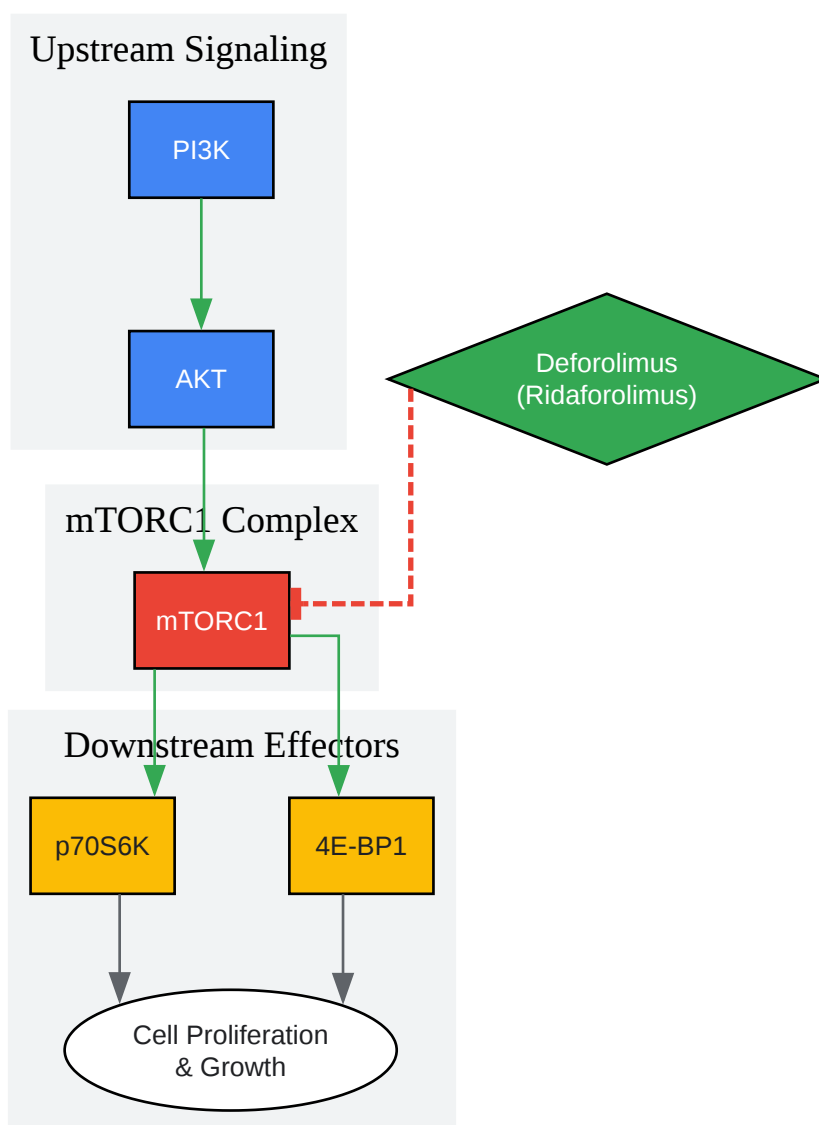 Upstream Signaling
PI3K
AKT
Deforolimus
(Ridaforolimus)
mTORC1 Complex
mTORC1
Downstream Effectors
p70S6K
4E-BP1
Cell Proliferation
& Growth